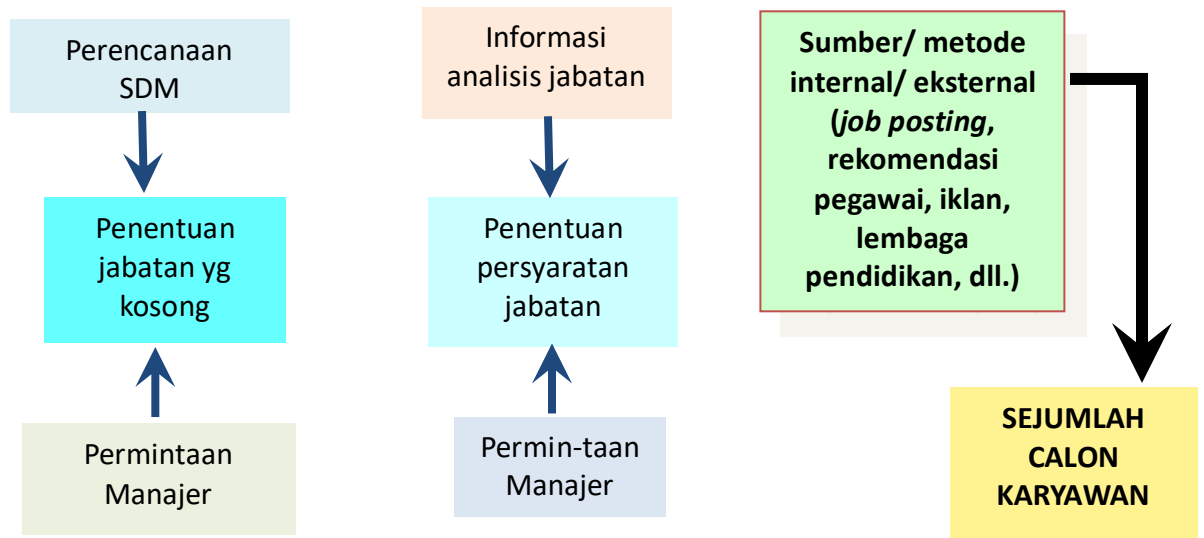 Perencanaan
SDM
Penentuan
jabatan yg
kosong
Permintaan
Manajer
Informasi
analisis jabatan
Penentuan
persyaratan
jabatan
Permin-taan
Manajer
Sumber/ metode
internal/ eksternal
(job posting,
rekomendasi
pegawai, iklan,
lembaga
pendidikan, dll.)
SEJUMLAH
CALON
KARYAWAN